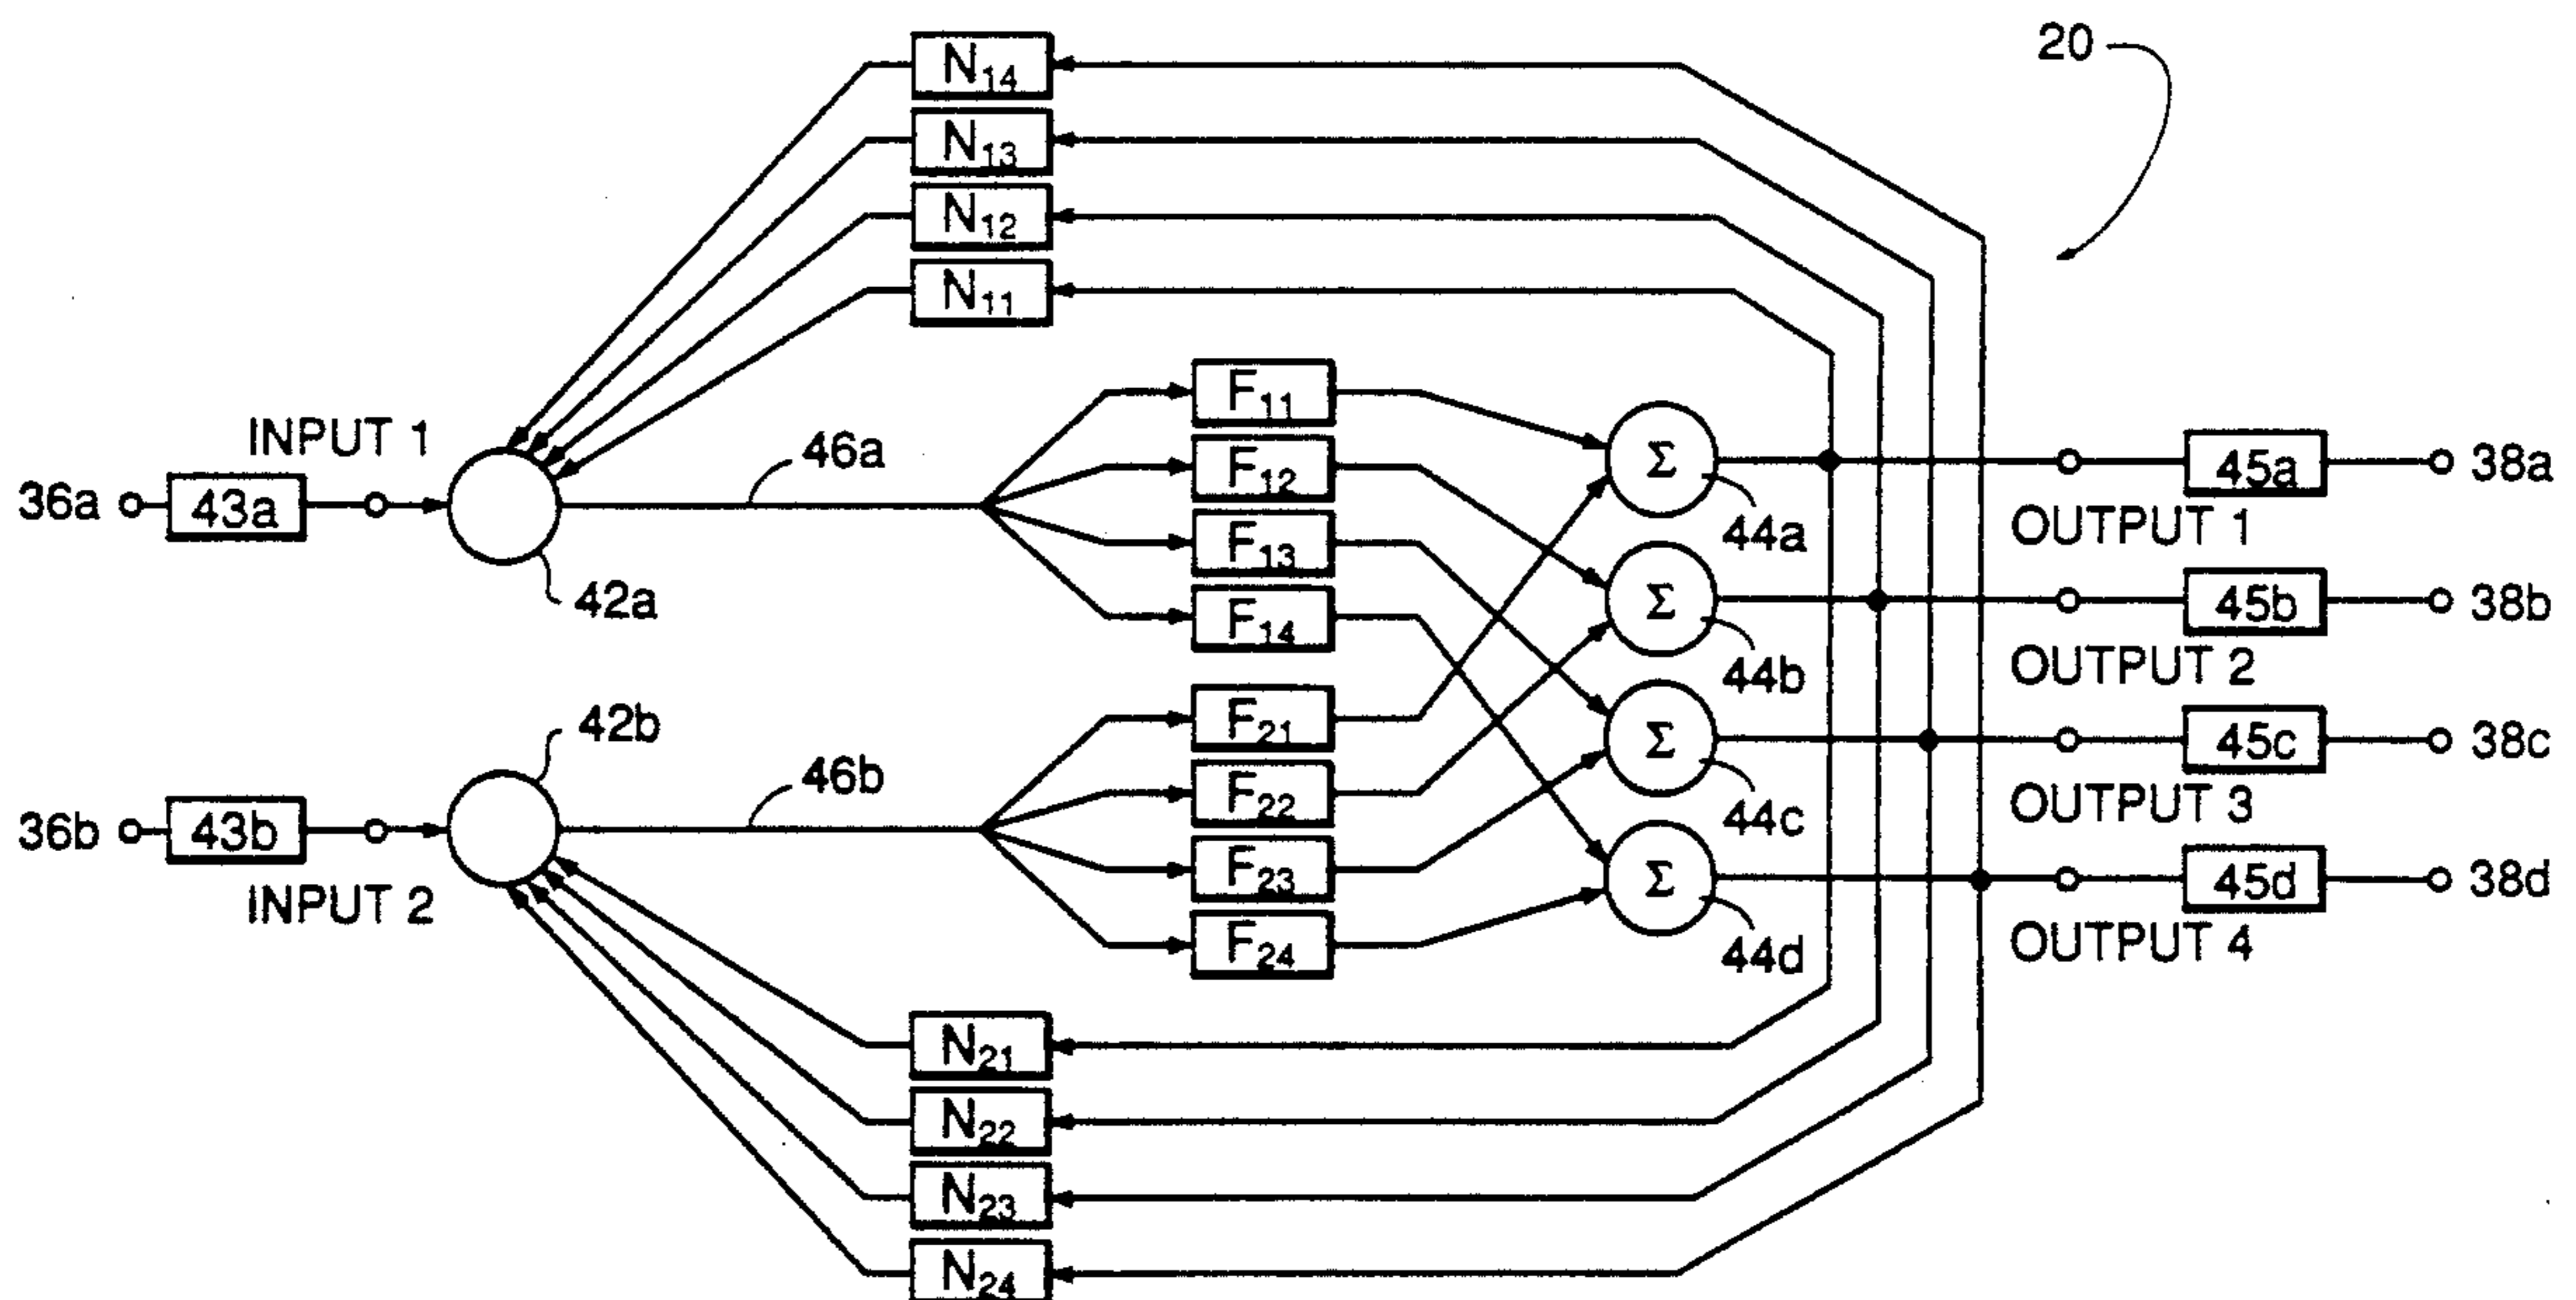 20
N14
N13
N12
N11
F11
F12
F13
F14
INPUT 1
36a
43a
46a
42a
Σ
44a
45a
38a
OUTPUT 1
Σ
44b
45b
38b
OUTPUT 2
42b
46b
36b
43b
INPUT 2
F21
F22
F23
F24
Σ
44c
45c
38c
OUTPUT 3
Σ
44d
45d
38d
OUTPUT 4
N21
N22
N23
N24